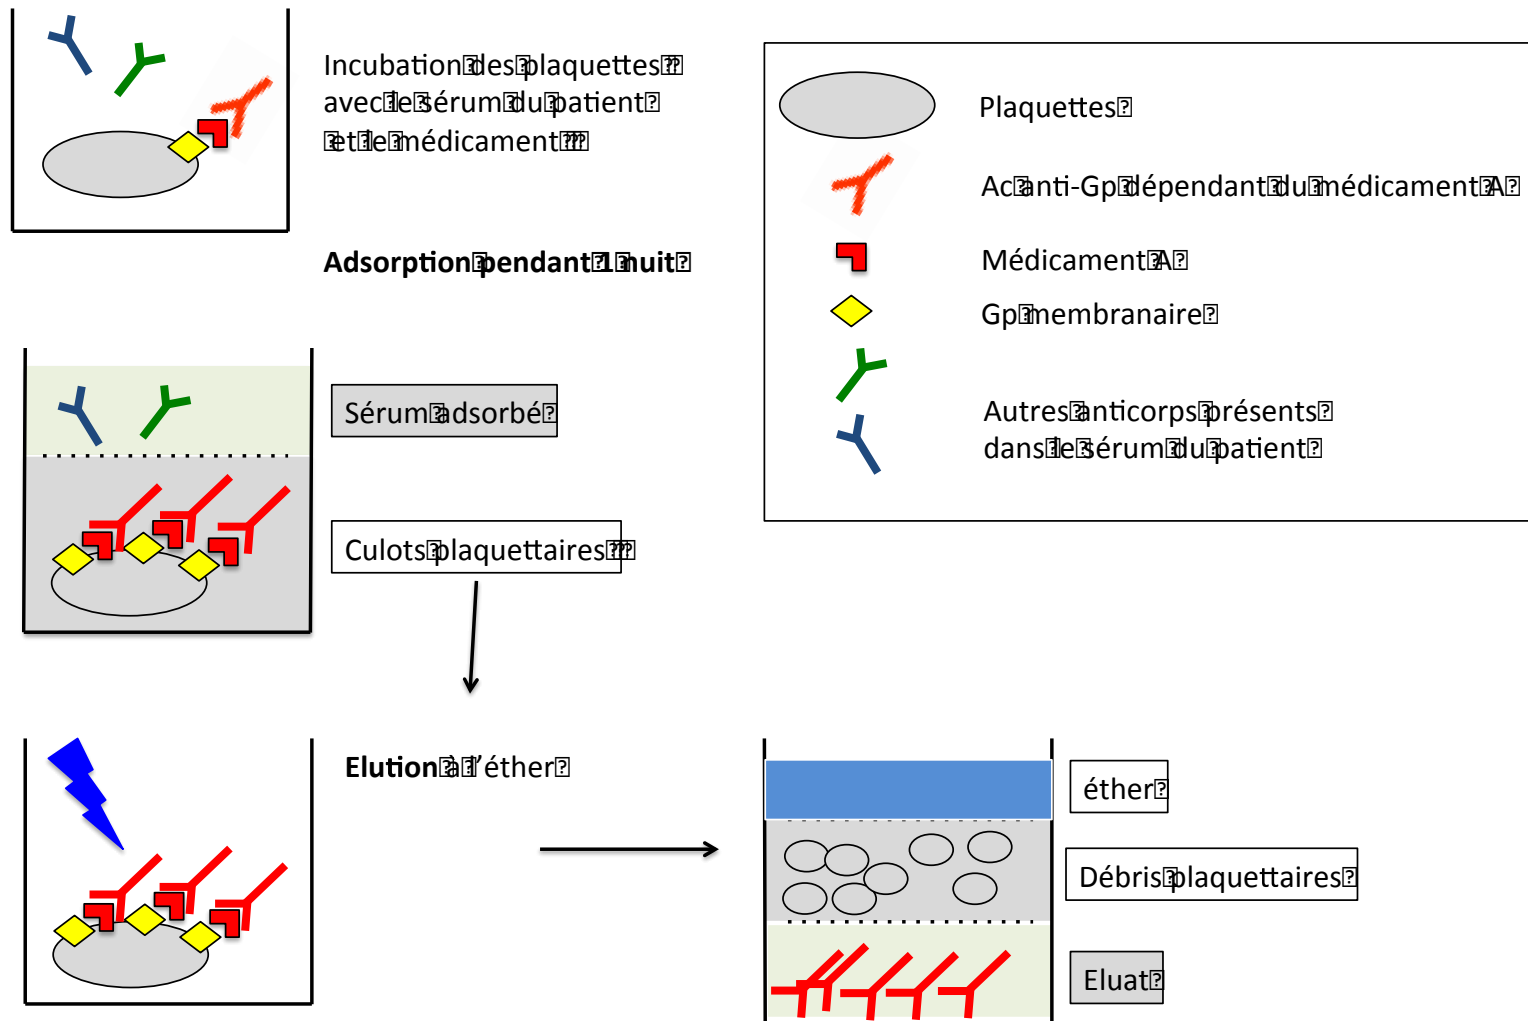 Incubation des plaquettes
avec le sérum du patient
et le médicament
Adsorption pendant 1 nuit
Sérum adsorbé
Culots plaquettaires
Elution à l'éther
Plaquettes
Ac anti-Gp dépendant du médicament A
Médicament A
Gp membranaire
Autres anticorps présents
dans le sérum du patient
éther
Débris plaquettaires
Eluat